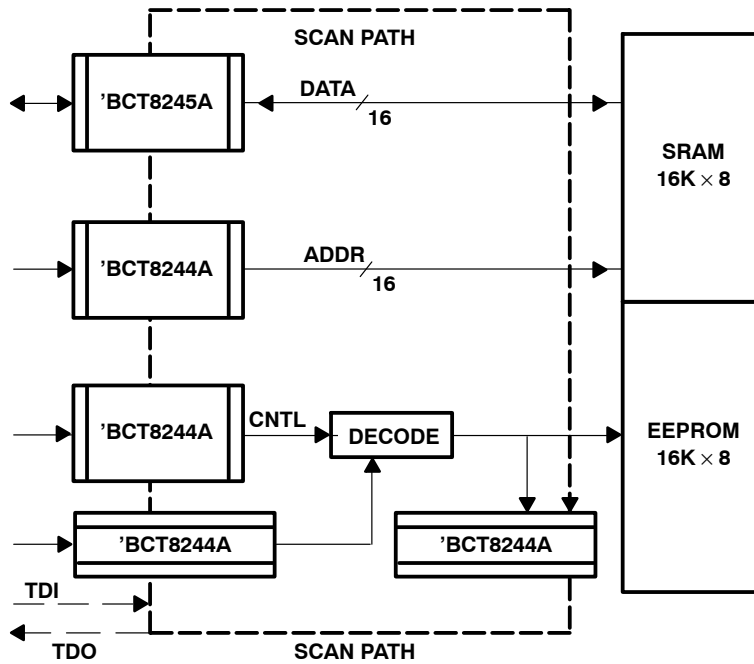 SCAN PATH
’BCT8245A
DATA
16
SRAM
16K × 8
’BCT8244A
ADDR
16
’BCT8244A
CNTL
DECODE
EEPROM
16K × 8
’BCT8244A
’BCT8244A
TDI
TDO
SCAN PATH